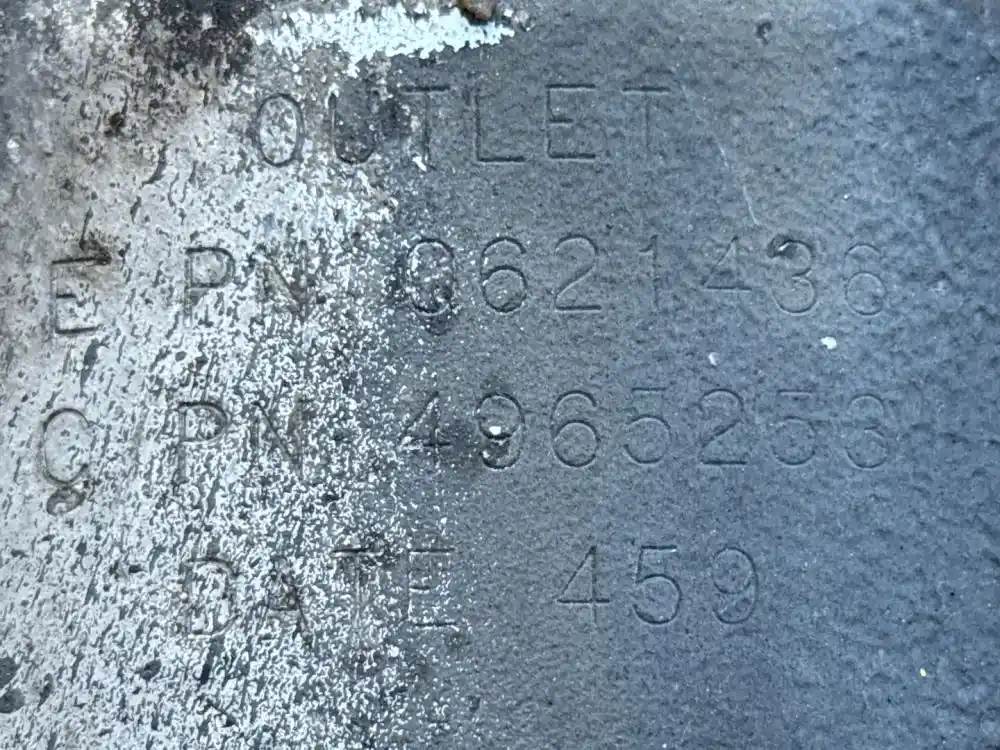 OUTLET
E PN 0621436
C PN 4965253
DATE 459